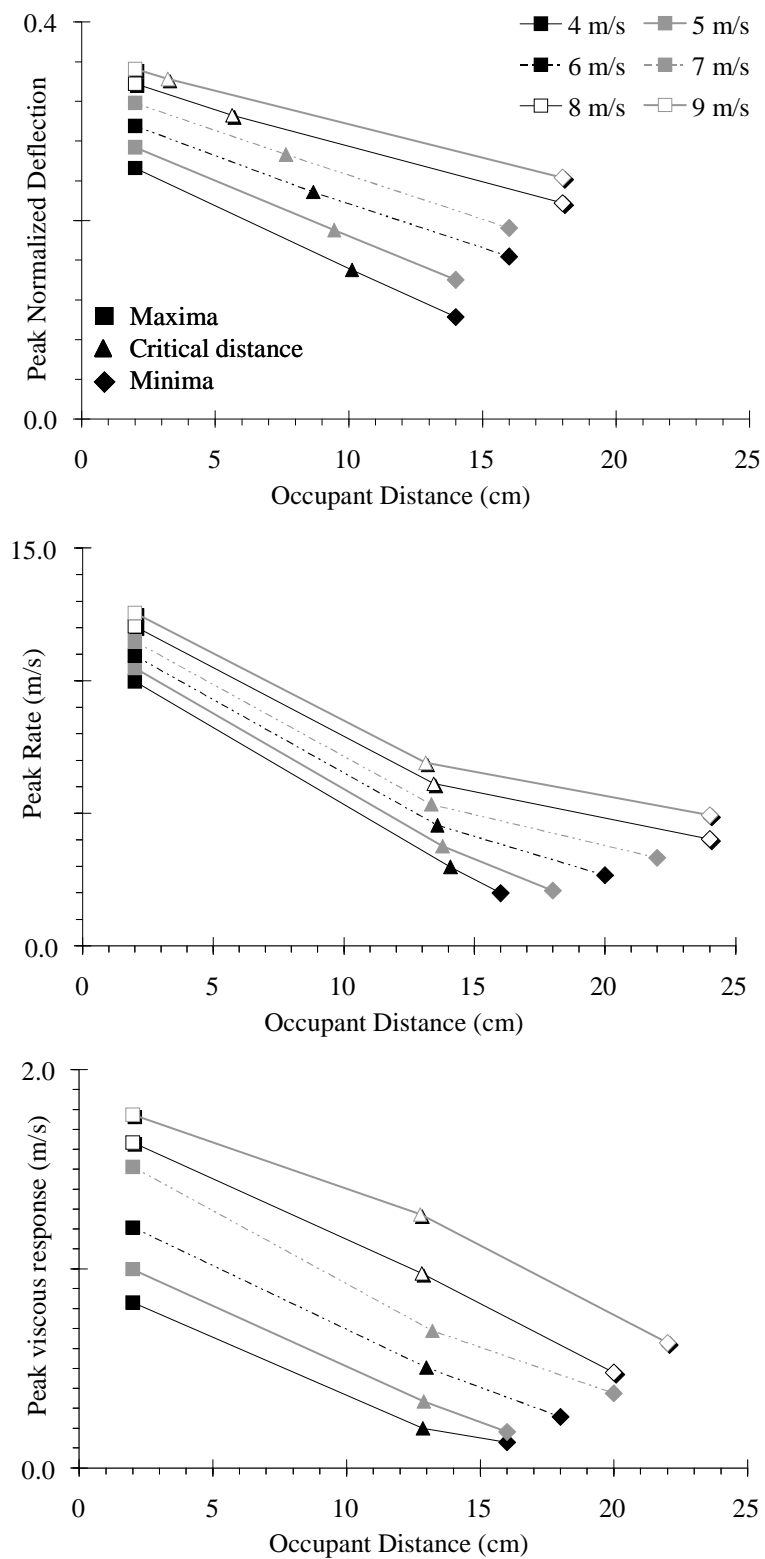 0.4
4 m/s 5 m/s
6 m/s 7 m/s
8 m/s 9 m/s
Peak Normalized Deflection
Maxima
Critical distance
Minima
0.0
0 5 10 15 20 25
Occupant Distance (cm)
15.0
Peak Rate (m/s)
0.0
0 5 10 15 20 25
Occupant Distance (cm)
2.0
Peak viscous response (m/s)
0.0
0 5 10 15 20 25
Occupant Distance (cm)